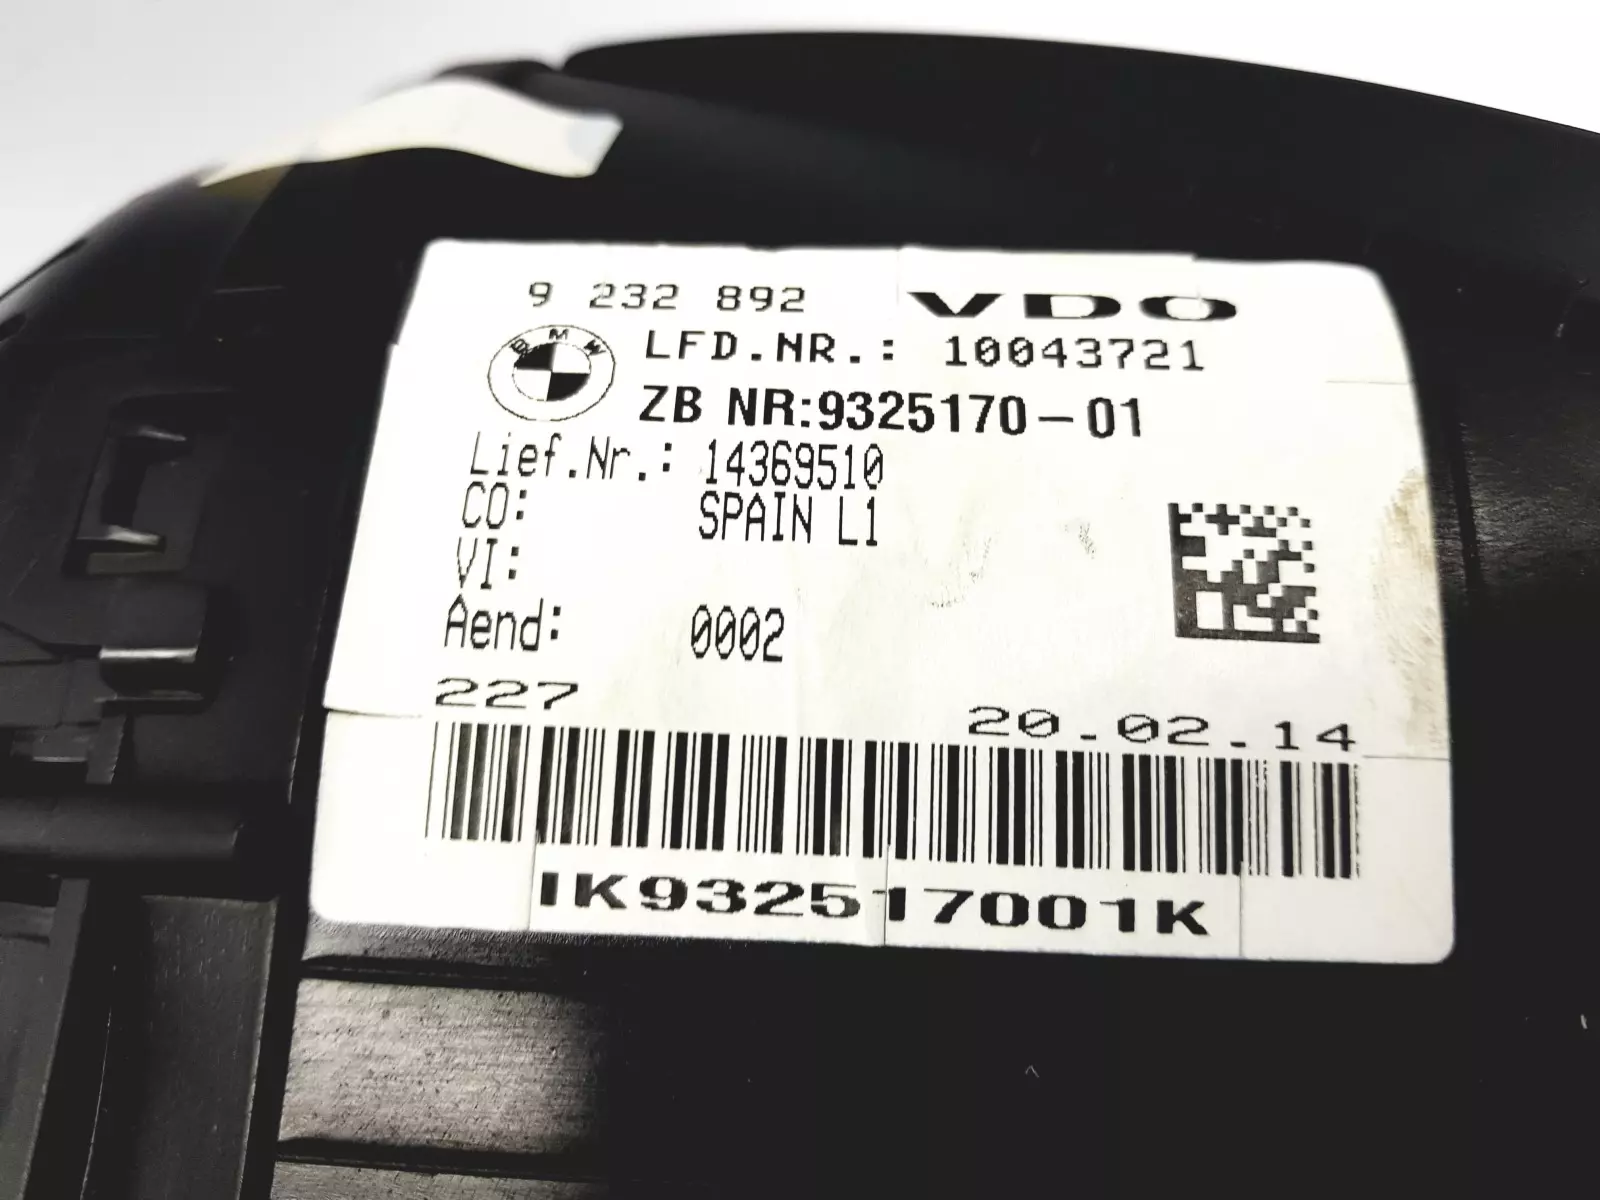 9 232 892 VDO
BMW
LFD.NR.: 10043721
ZB NR:9325170-01
Lief.Nr.: 14369510
CO: SPAIN L1
VI:
Aend: 0002
227 20.02.14
IK932517001K